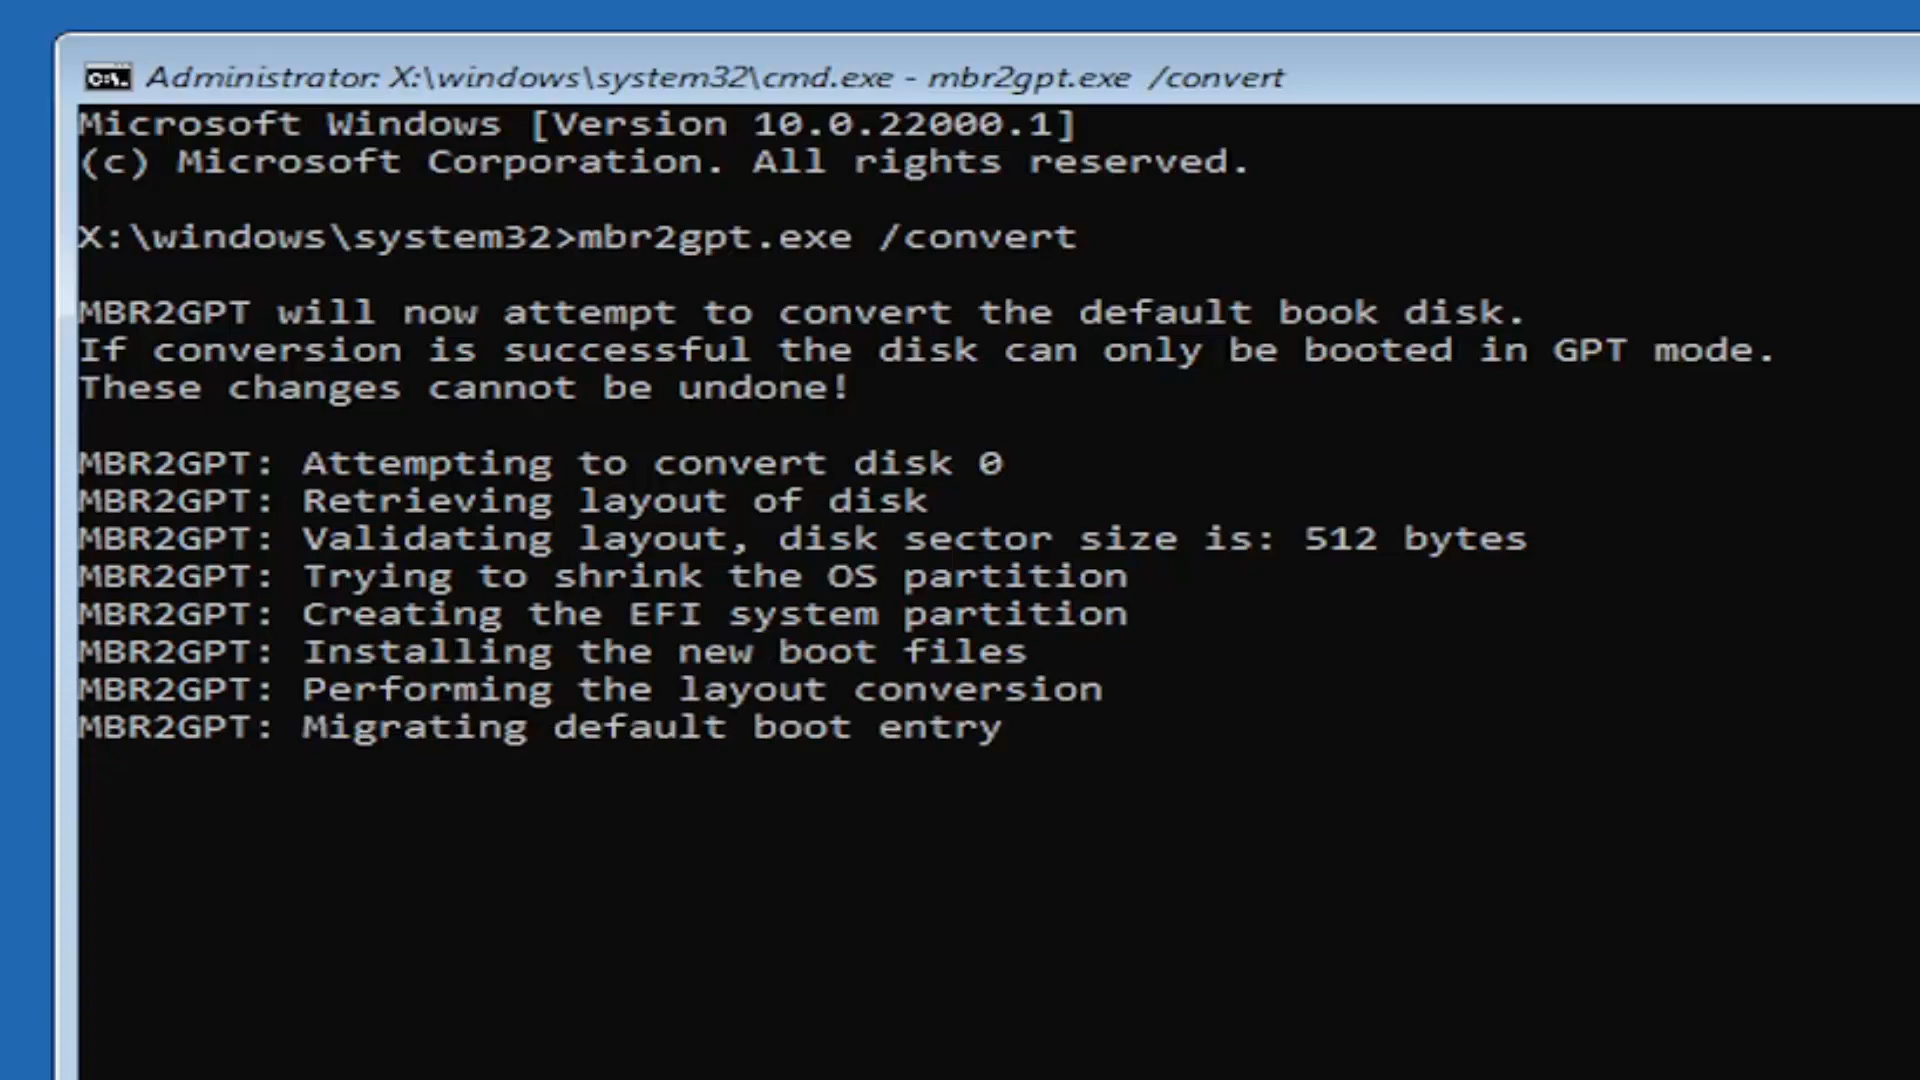 Administrator: X:\windows\system32\cmd.exe - mbr2gpt.exe /convert
Microsoft Windows [Version 10.0.22000.1]
(c) Microsoft Corporation. All rights reserved.
X:\windows\system32>mbr2gpt.exe /convert
MBR2GPT will now attempt to convert the default book disk.
If conversion is successful the disk can only be booted in GPT mode.
These changes cannot be undone!
MBR2GPT: Attempting to convert disk 0
MBR2GPT: Retrieving layout of disk
MBR2GPT: Validating layout, disk sector size is: 512 bytes
MBR2GPT: Trying to shrink the OS partition
MBR2GPT: Creating the EFI system partition
MBR2GPT: Installing the new boot files
MBR2GPT: Performing the layout conversion
MBR2GPT: Migrating default boot entry